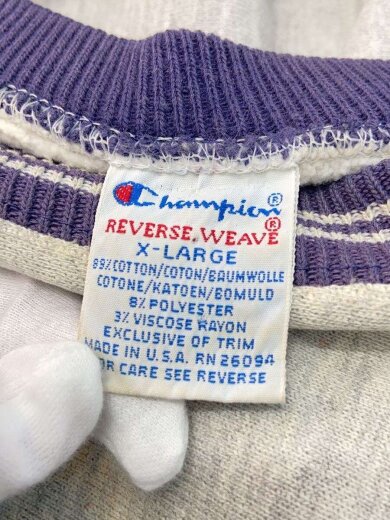 Champion®
REVERSE WEAVE®
X-LARGE
89% COTTON/COTON/BAUMWOLLE
COTONE/KATOEN/BOMULD
8% POLYESTER
3% VISCOSE RAYON
EXCLUSIVE OF TRIM
MADE IN U.S.A. RN 26094
FOR CARE SEE REVERSE